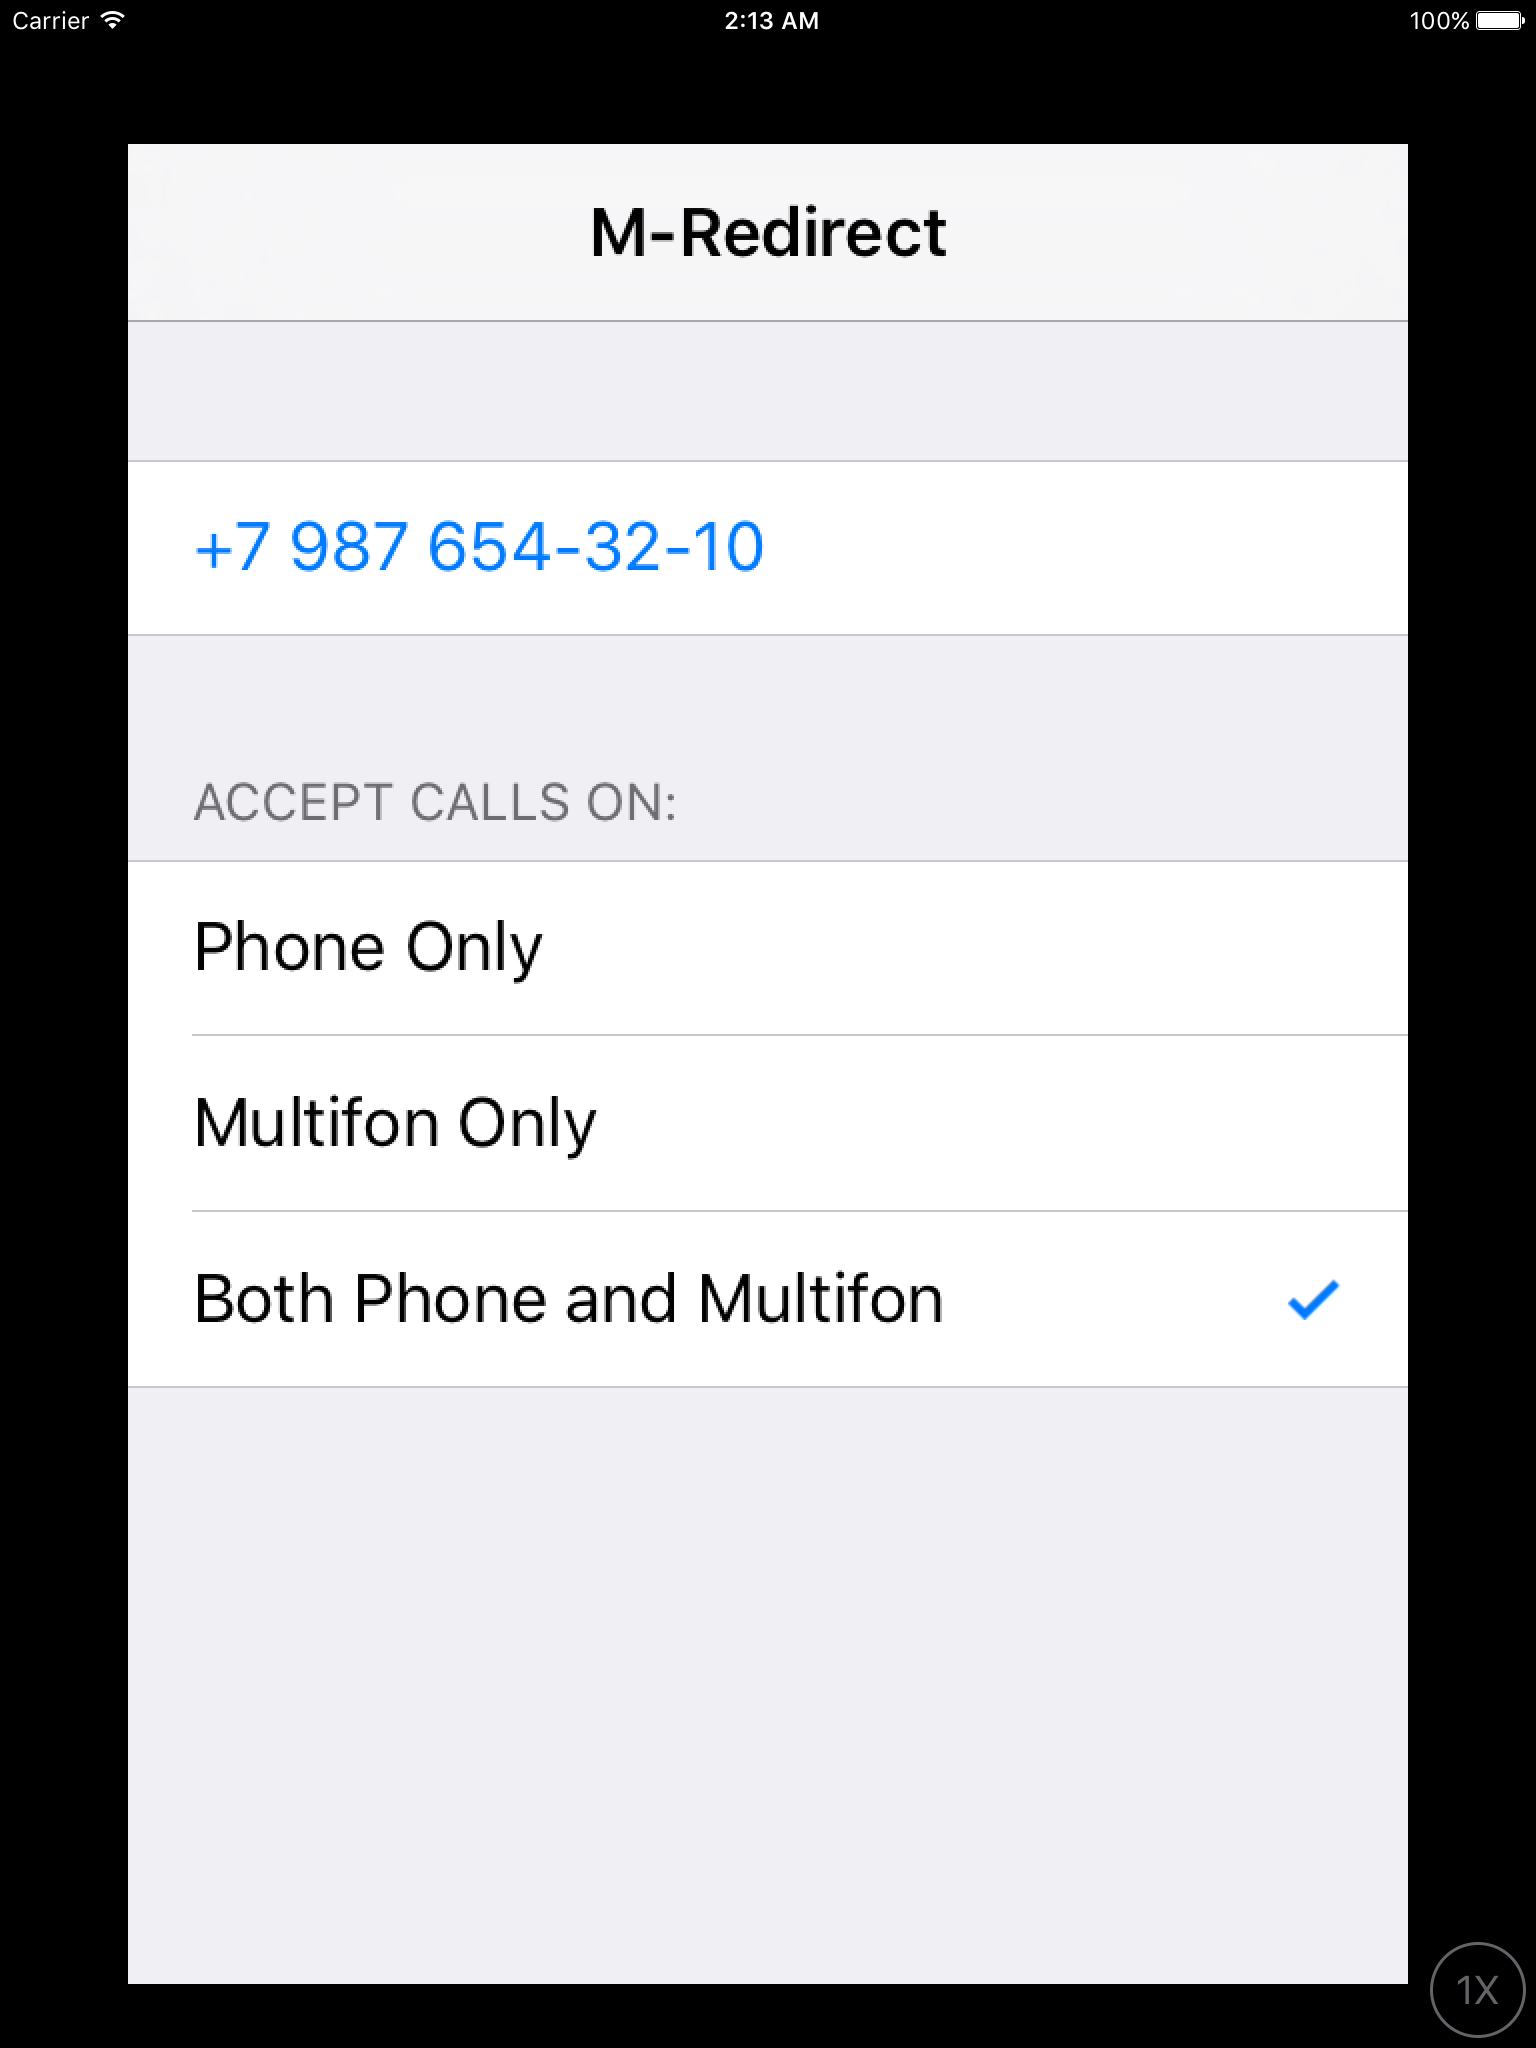 Carrier 2:13 AM 100%
M-Redirect
+7 987 654-32-10
ACCEPT CALLS ON:
Phone Only
Multifon Only
Both Phone and Multifon
1X